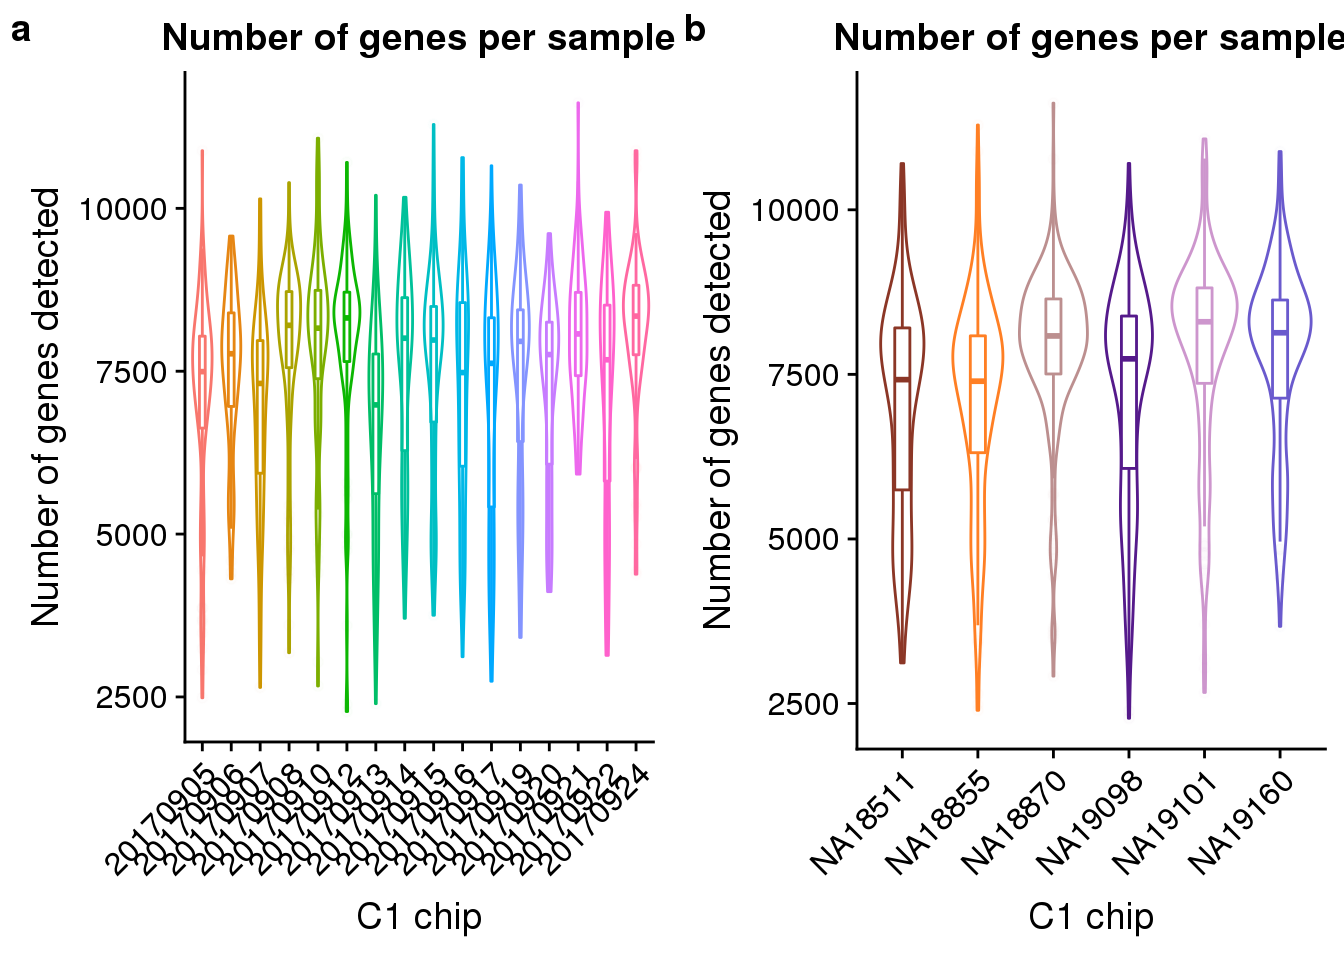 a
Number of genes per sample
Number of genes detected
10000
7500
5000
2500
20170905
20170906
20170907
20170908
20170910
20170912
20170913
20170914
20170915
20170916
20170917
20170919
20170920
20170921
20170922
20170924
C1 chip
b
Number of genes per sample
Number of genes detected
10000
7500
5000
2500
NA18511
NA18855
NA18870
NA19098
NA19101
NA19160
C1 chip